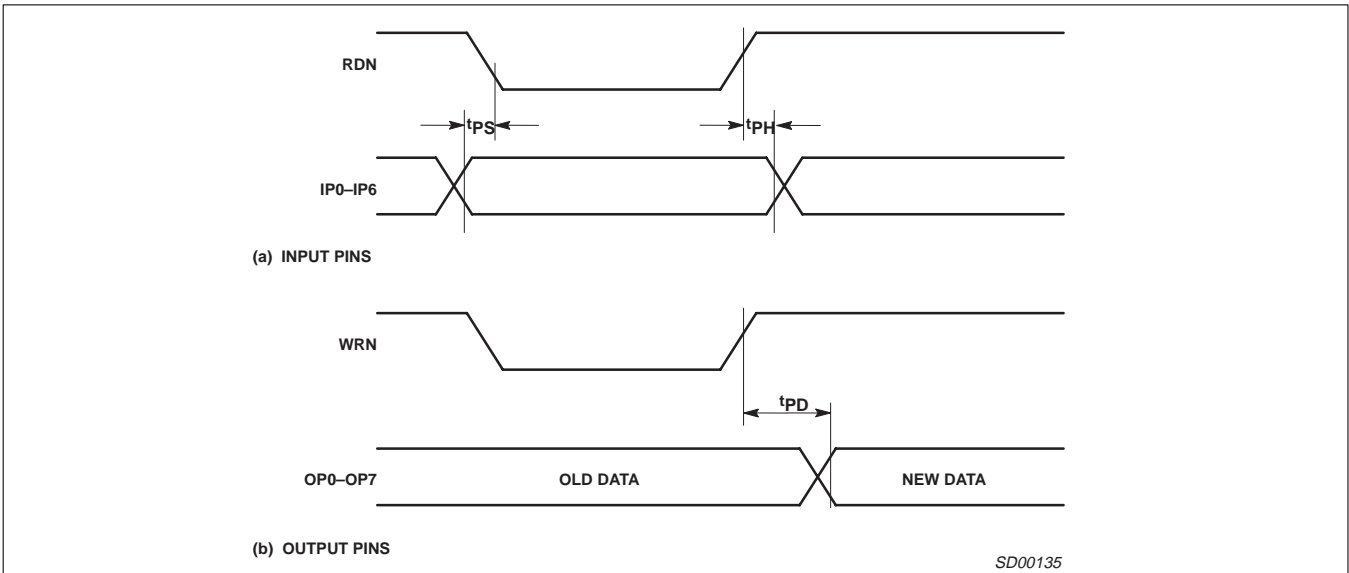 RDN
tPS
tPH
IP0–IP6
(a) INPUT PINS
WRN
tPD
OP0–OP7
OLD DATA
NEW DATA
(b) OUTPUT PINS
SD00135